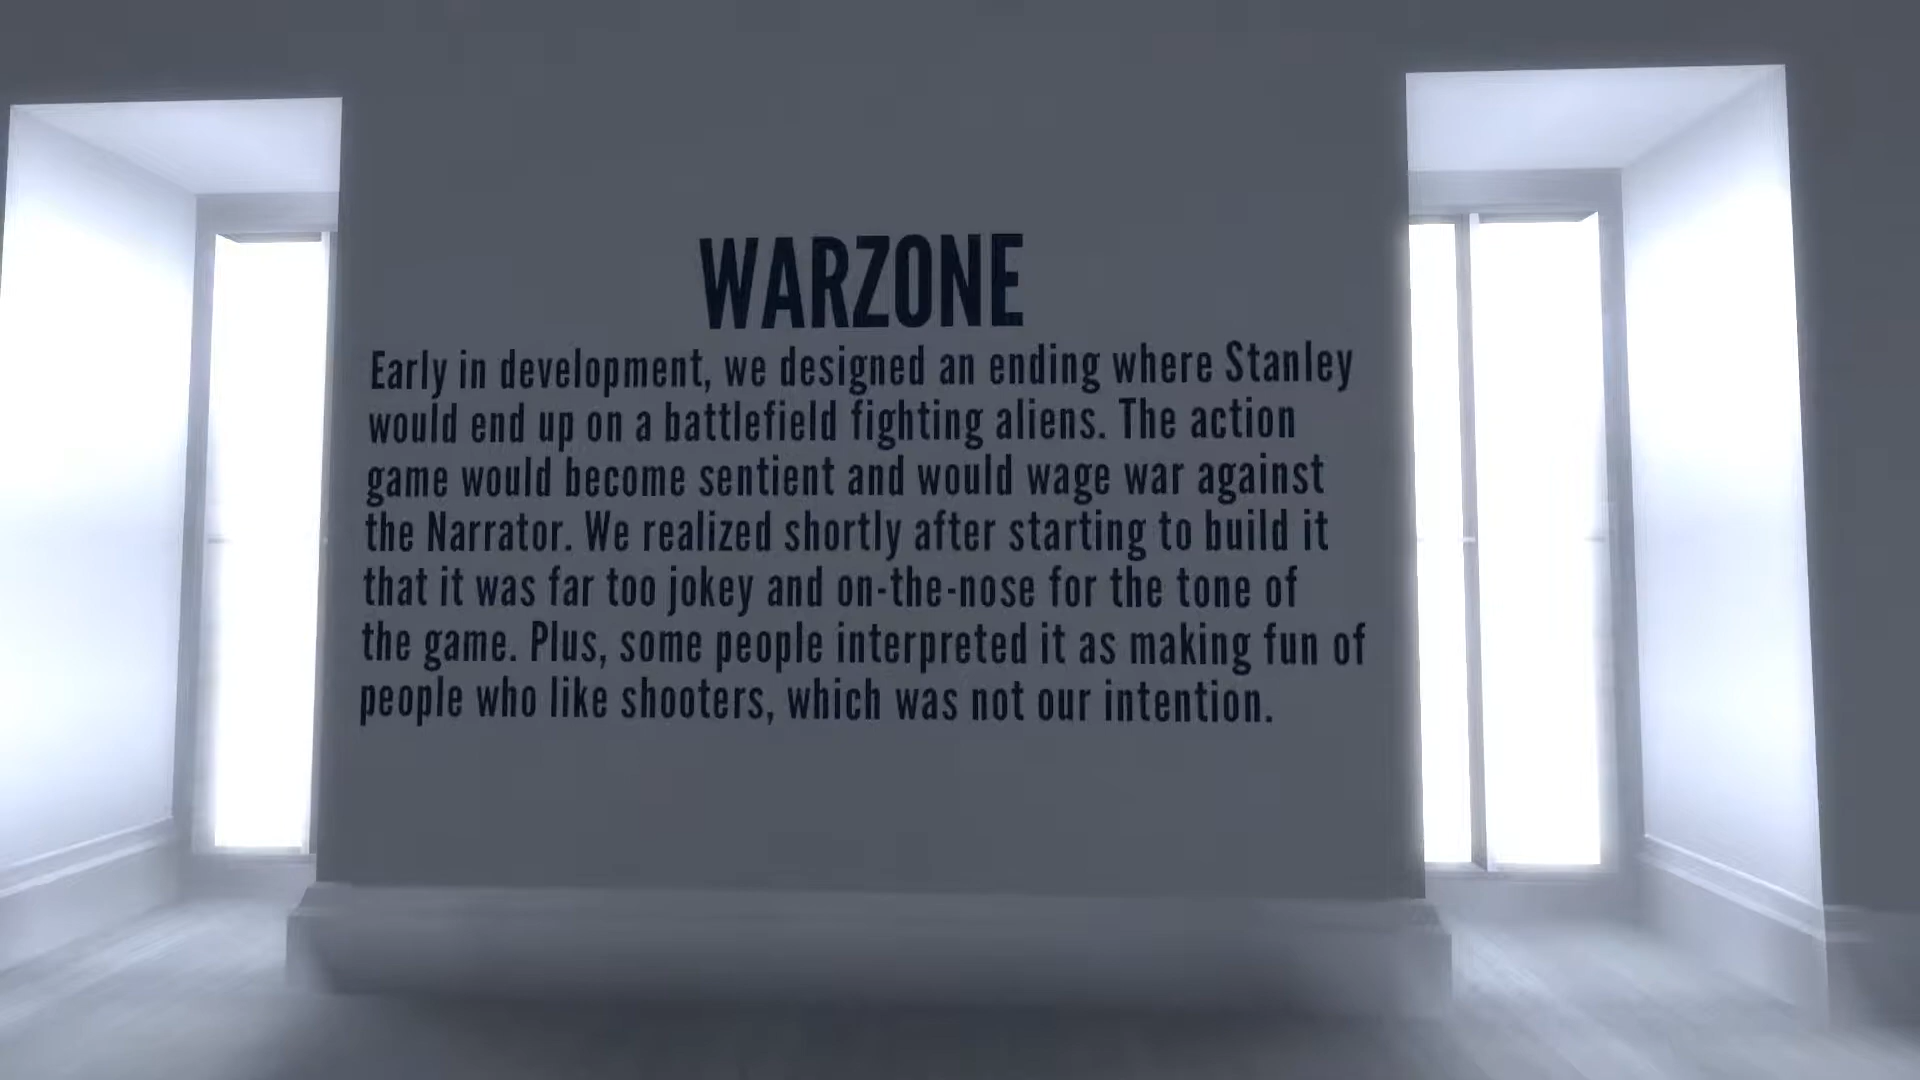 WARZONE
Early in development, we designed an ending where Stanley
would end up on a battlefield fighting aliens. The action
game would become sentient and would wage war against
the Narrator. We realized shortly after starting to build it
that it was far too jokey and on-the-nose for the tone of
the game. Plus, some people interpreted it as making fun of
people who like shooters, which was not our intention.